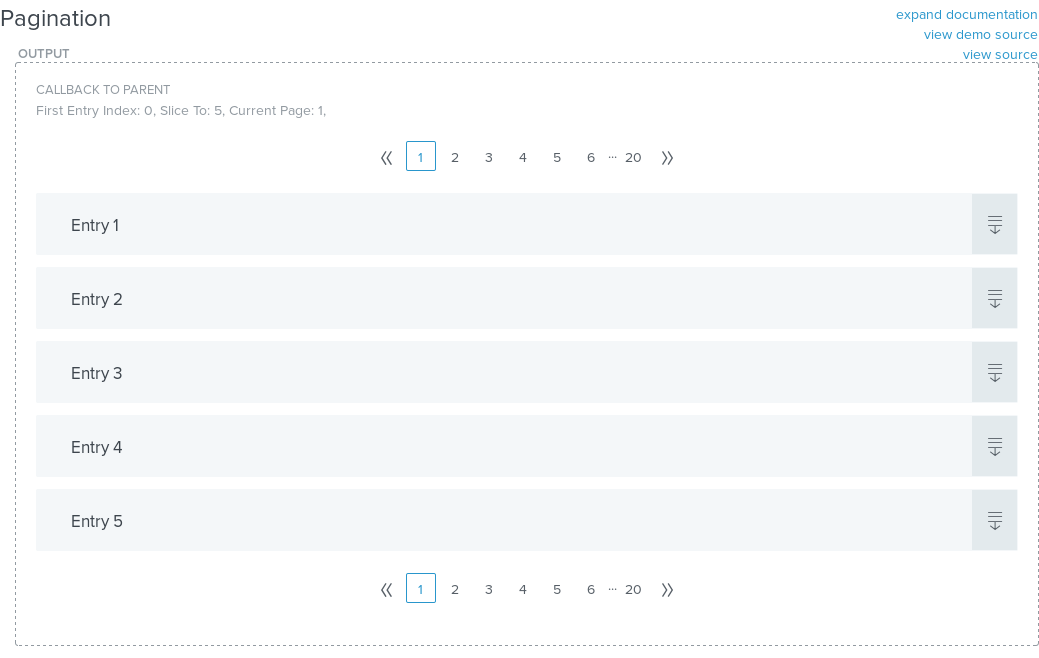 Pagination
expand documentation
view demo source
OUTPUT
view source
CALLBACK TO PARENT
First Entry Index: 0, Slice To: 5, Current Page: 1,
« 1 2 3 4 5 6 ... 20 »
Entry 1
Entry 2
Entry 3
Entry 4
Entry 5
« 1 2 3 4 5 6 ... 20 »